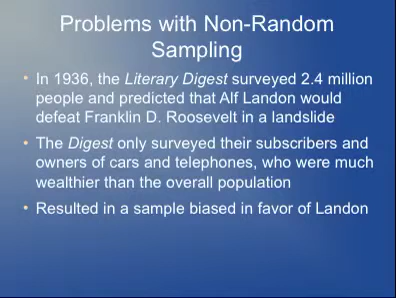 Problems with Non-Random
Sampling
• In 1936, the Literary Digest surveyed 2.4 million
people and predicted that Alf Landon would
defeat Franklin D. Roosevelt in a landslide
• The Digest only surveyed their subscribers and
owners of cars and telephones, who were much
wealthier than the overall population
• Resulted in a sample biased in favor of Landon